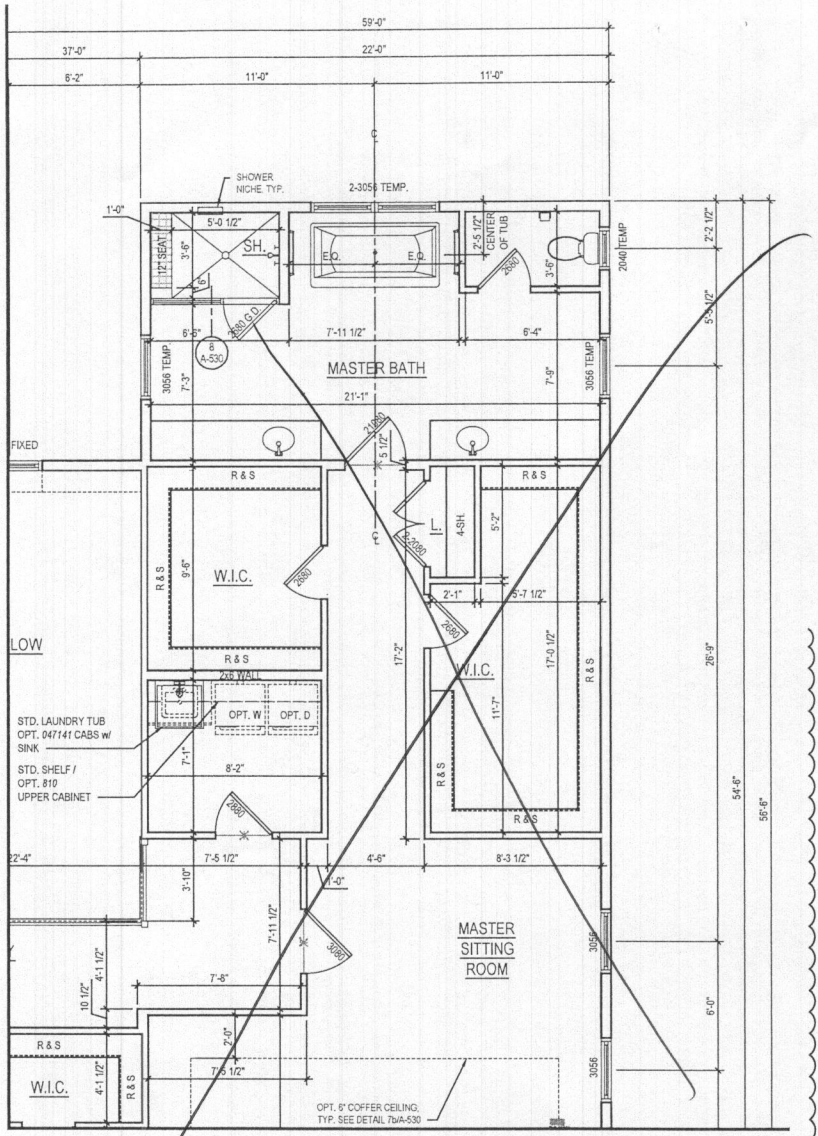 59'-0"
37'-0"
22'-0"
6'-2"
11'-0"
11'-0"
C
L
SHOWER
NICHE. TYP.
2-3056 TEMP.
1'-0"
5'-0 1/2"
12" SEAT
3'-6"
SH.
E.Q.
E.Q.
2'-5 1/2"
CENTER
OF TUB
2680
3'-6"
2040 TEMP
2'-2 1/2"
2680 G.D.
6'-6"
8
A-530
7'-11 1/2"
6'-4"
3056 TEMP.
7'-3"
MASTER BATH
7'-9"
3056 TEMP
21'-1"
21080
5 1/2"
FIXED
R & S
R & S
R & S
9'-6"
W.I.C.
2680
R & S
L.
4-SH.
2-2080
C
L
5'-2"
2'-1"
5'-7 1/2"
2680
17'-2"
W.I.C.
17'-0 1/2"
R & S
11'-7"
R & S
R & S
26'-9"
54'-6"
56'-6"
LOW
2x6 WALL
OPT. W
OPT. D
STD. LAUNDRY TUB
OPT. 047141 CABS w/
SINK
STD. SHELF /
OPT. 810
UPPER CABINET
7'-1"
8'-2"
2680
22'-4"
7'-5 1/2"
4'-6"
8'-3 1/2"
3'-10"
1'-0"
7'-11 1/2"
3080
MASTER
SITTING
ROOM
3056
4'-1 1/2"
7'-6"
10 1/2"
2'-0"
6'-0"
R & S
W.I.C.
4'-1 1/2"
R & S
7'-5 1/2"
3056
OPT. 6" COFFER CEILING,
TYP. SEE DETAIL 7b/A-530